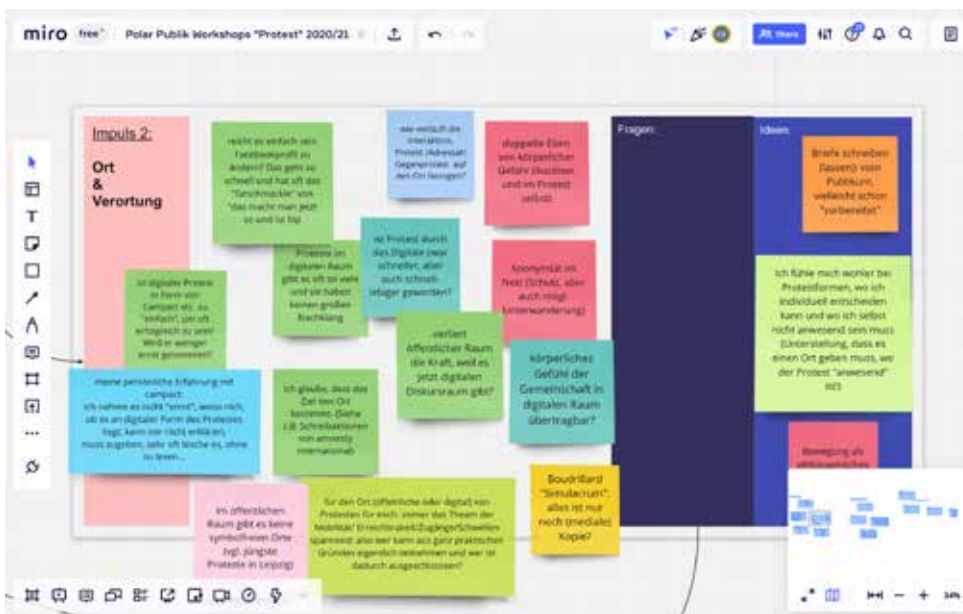 miro free
Polar Publik Workshops "Protest" 2020/21
Share
Impuls 2:
Ort
&
Verortung
reicht es einfach sein
Facebookprofil zu
ändern? Das geht so
schnell und hat oft das
"Geschmäckle" von
"das macht man jetzt
so und ist hip
wie verläuft die
Interaktion,
Protest /Adressat/
Gegenprotest auf
den Ort bezogen?
doppelte Eben
von körperlicher
Gefahr
und im Protest
selbst)
Proteste im
digitalen Raum
gibt es oft so viele
und sie haben
keinen großen
Nachklang
ist Protest durch
das Digitale zwar
schneller, aber
auch schnell-
lebiger geworden?
Anonymität im
Netz (Schutz, aber
auch mögl.
Unterwanderung)
ist digitaler Protest
in Form von
Campact etc. zu
"einfach", um oft
erfolgreich zu sein?
Wird er weniger
ernst genommen?
verliert
öffentlicher Raum
die Kraft, weil es
jetzt digitalen
Diskursraum gibt?
körperliches
Gefühl der
Gemeinschaft in
digitalen Raum
übertragbar?
meine persönliche Erfahrung mit
campact:
ich nehme es nicht "ernst", weiss nich,
ob es an digitaler Form des Protestes
liegt, kann mir nicht erklären,
muss zugeben, sehr oft lösche es, ohne
zu lesen...
ich glaube, dass das
Ziel den Ort
bestimmt. (Siehe
z.B. Schreibaktionen
von amnesty
international)
im öffentlichen
Raum gibt es keine
symbolfreien Orte
vgl. jüngste
Proteste in Leipzig)
für den Ort (öffentliche oder digital) von
Protesten für mich immer das Thema der
Mobilität/ Erreichbarkeit/Zugänge/Schwellen
spannend: also wer kann aus ganz praktischen
Gründen eigentlich teilnehmen und wer ist
dadurch ausgeschlossen?
Boudrillard
"Simulacrum":
alles ist nur
noch (mediale)
Kopie?
Fragen:
Ideen:
Briefe schreiben
(lassen) vom
Publikum,
vielleicht schon
"vorbereitet"
ich fühle mich wohler bei
Protestformen, wo ich
individuell entscheiden
kann und wo ich selbst
nicht anwesend sein muss
(Unterstellung, dass es
einen Ort geben muss, wo
der Protest "anwesend"
ist)
Bewegung als
34%